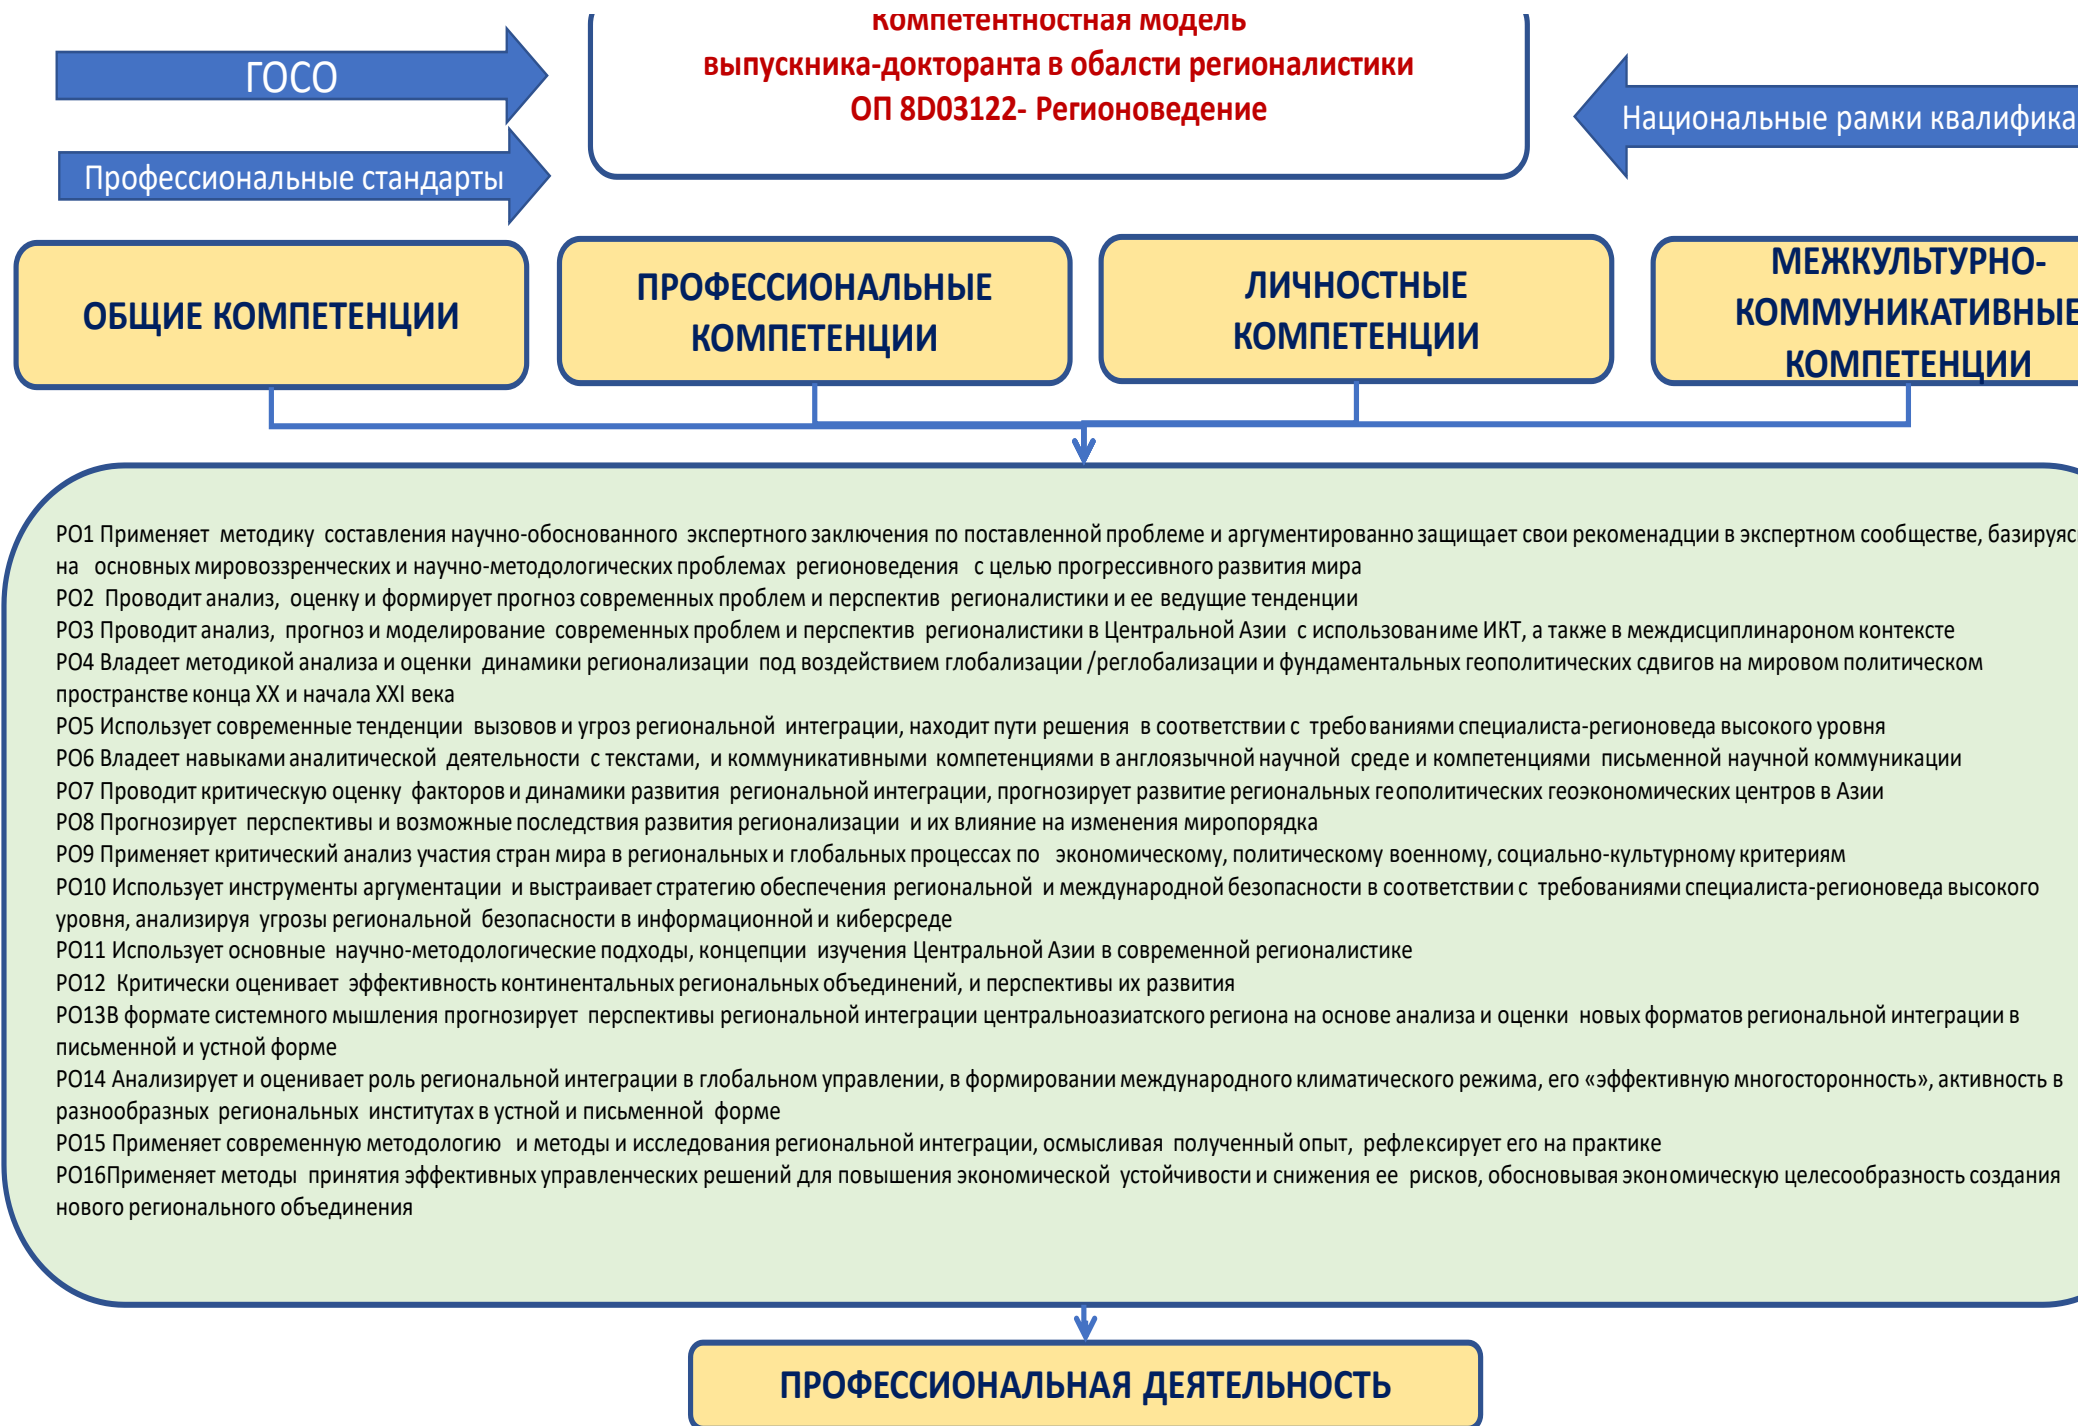 Компетентностная модель
выпускника-докторанта в обалсти регионалистики
ОП 8D03122- Регионоведение
ГОСО
Профессиональные стандарты
Национальные рамки
ОБЩИЕ КОМПЕТЕНЦИИ
ПРОФЕССИОНАЛЬНЫЕ
КОМПЕТЕНЦИИ
ЛИЧНОСТНЫЕ
КОМПЕТЕНЦИИ
МЕЖКУЛЬТУРНО-
КОММУНИКАТИВНЫЕ
КОМПЕТЕНЦИИ
РО1 Применяет методику составления научно-обоснованного экспертного заключения по поставленной проблеме и аргументированно защищает свои рекоменадции в экспертном сообществе,
на основных мировоззренческих и научно-методологических проблемах регионоведения с целью прогрессивного развития мира
РО2 Проводит анализ, оценку и формирует прогноз современных проблем и перспектив регионалистики и ее ведущие тенденции
РО3 Проводит анализ, прогноз и моделирование современных проблем и перспектив регионалистики в Центральной Азии с использованиме ИКТ, а также в междисциплинароном контексте
РО4 Владеет методикой анализа и оценки динамики регионализации под воздействием глобализации /реглобализации и фундаментальных геополитических сдвигов на мировом политическом
пространстве конца XX и начала XXI века
РО5 Использует современные тенденции вызовов и угроз региональной интеграции, находит пути решения в соответствии с требованиями специалиста-регионоведа высокого уровня
РО6 Владеет навыками аналитической деятельности с текстами, и коммуникативными компетенциями в англоязычной научной среде и компетенциями письменной научной коммуникации
РО7 Проводит критическую оценку факторов и динамики развития региональной интеграции, прогнозирует развитие региональных геополитических геоэкономических центров в Азии
РО8 Прогнозирует перспективы и возможные последствия развития регионализации и их влияние на изменения миропорядка
РО9 Применяет критический анализ участия стран мира в региональных и глобальных процессах по экономическому, политическому военному, социально-культурному критериям
РО10 Использует инструменты аргументации и выстраивает стратегию обеспечения региональной и международной безопасности в соответствии с требованиями специалиста-регионоведа высокого
уровня, анализируя угрозы региональной безопасности в информационной и киберсреде
РО11 Использует основные научно-методологические подходы, концепции изучения Центральной Азии в современной регионалистике
РО12 Критически оценивает эффективность континентальных региональных объединений, и перспективы их развития
РО13В формате системного мышления прогнозирует перспективы региональной интеграции центральноазиатского региона на основе анализа и оценки новых форматов региональной интеграции в
письменной и устной форме
РО14 Анализирует и оценивает роль региональной интеграции в глобальном управлении, в формировании международного климатического режима, его «эффективную многосторонность», активность в
разнообразных региональных институтах в устной и письменной форме
РО15 Применяет современную методологию и методы и исследования региональной интеграции, осмысливая полученный опыт, рефлексирует его на практике
РО16Применяет методы принятия эффективных управленческих решений для повышения экономической устойчивости и снижения ее рисков, обосновывая экономическую целесообразность создания
нового регионального объединения
ПРОФЕССИОНАЛЬНАЯ ДЕЯТЕЛЬНОСТЬ